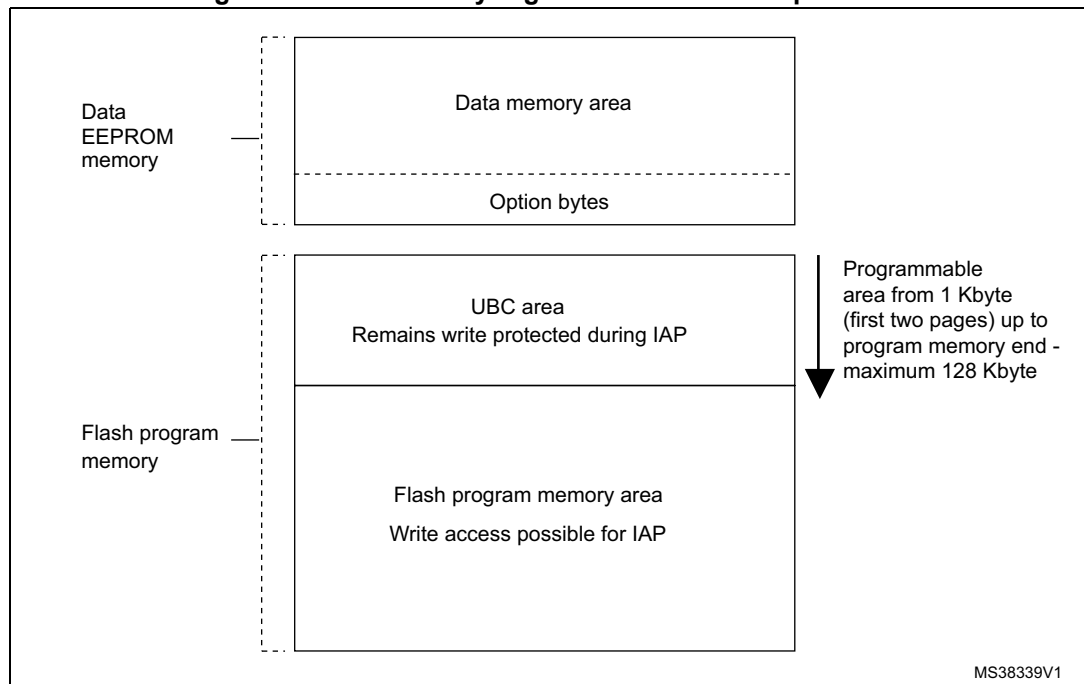 Data memory area
Data
EEPROM
memory
Option bytes
Programmable
area from 1 Kbyte
(first two pages) up to
program memory end -
maximum 128 Kbyte
UBC area
Remains write protected during IAP
Flash program
memory
Flash program memory area
Write access possible for IAP
MS38339V1